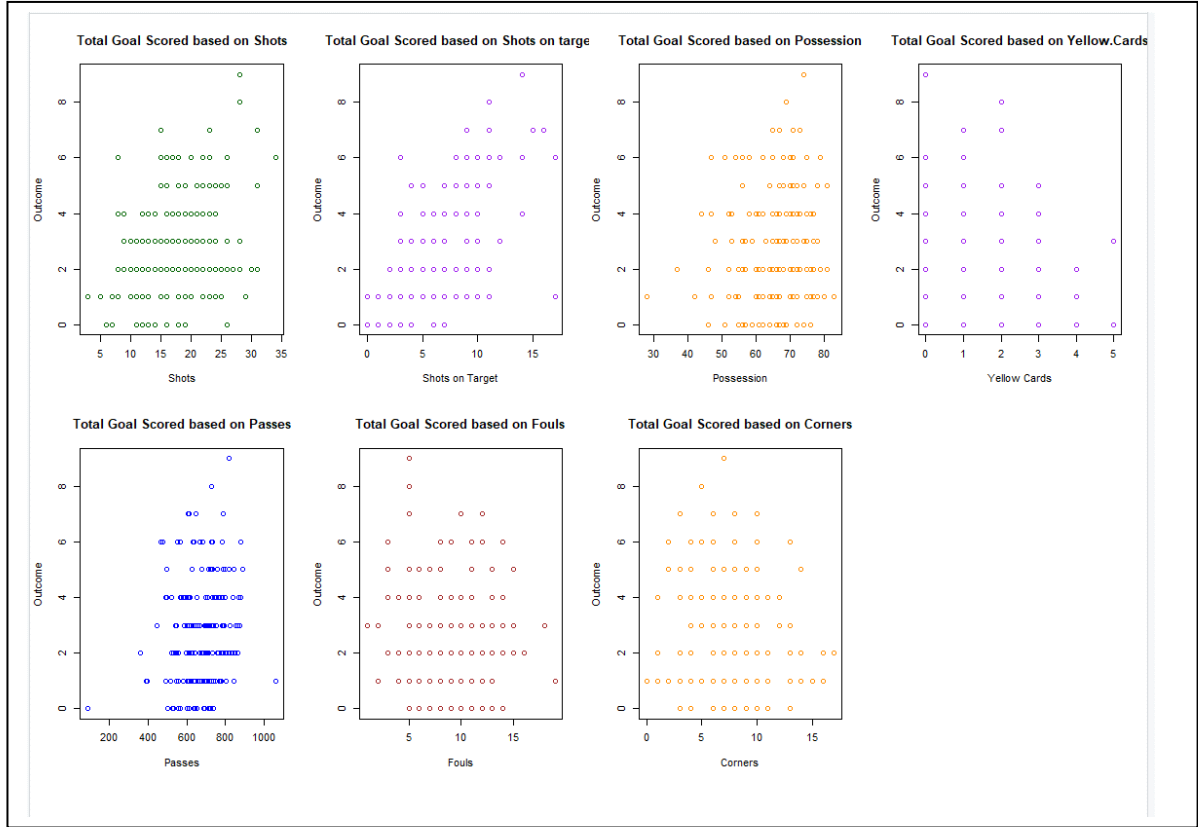 Total Goal Scored based on Shots
Outcome
0 2 4 6 8
5 10 15 20 25 30 35
Shots
Total Goal Scored based on Shots on targe
Outcome
0 2 4 6 8
0 5 10 15
Shots on Target
Total Goal Scored based on Possession
Outcome
0 2 4 6 8
30 40 50 60 70 80
Possession
Total Goal Scored based on Yellow.Cards
Outcome
0 2 4 6 8
0 1 2 3 4 5
Yellow Cards
Total Goal Scored based on Passes
Outcome
0 2 4 6 8
200 400 600 800 1000
Passes
Total Goal Scored based on Fouls
Outcome
0 2 4 6 8
5 10 15
Fouls
Total Goal Scored based on Corners
Outcome
0 2 4 6 8
0 5 10 15
Corners